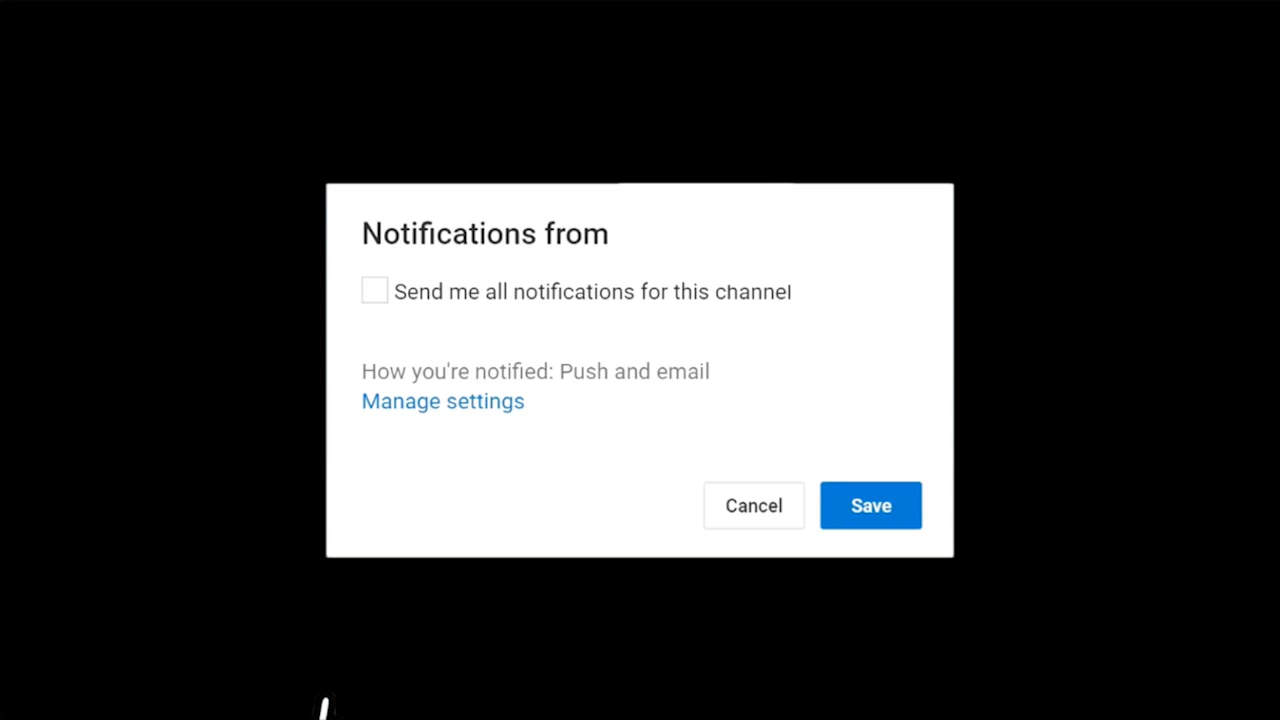 Notifications from
Send me all notifications for this channel
How you're notified: Push and email
Manage settings
Cancel
Save